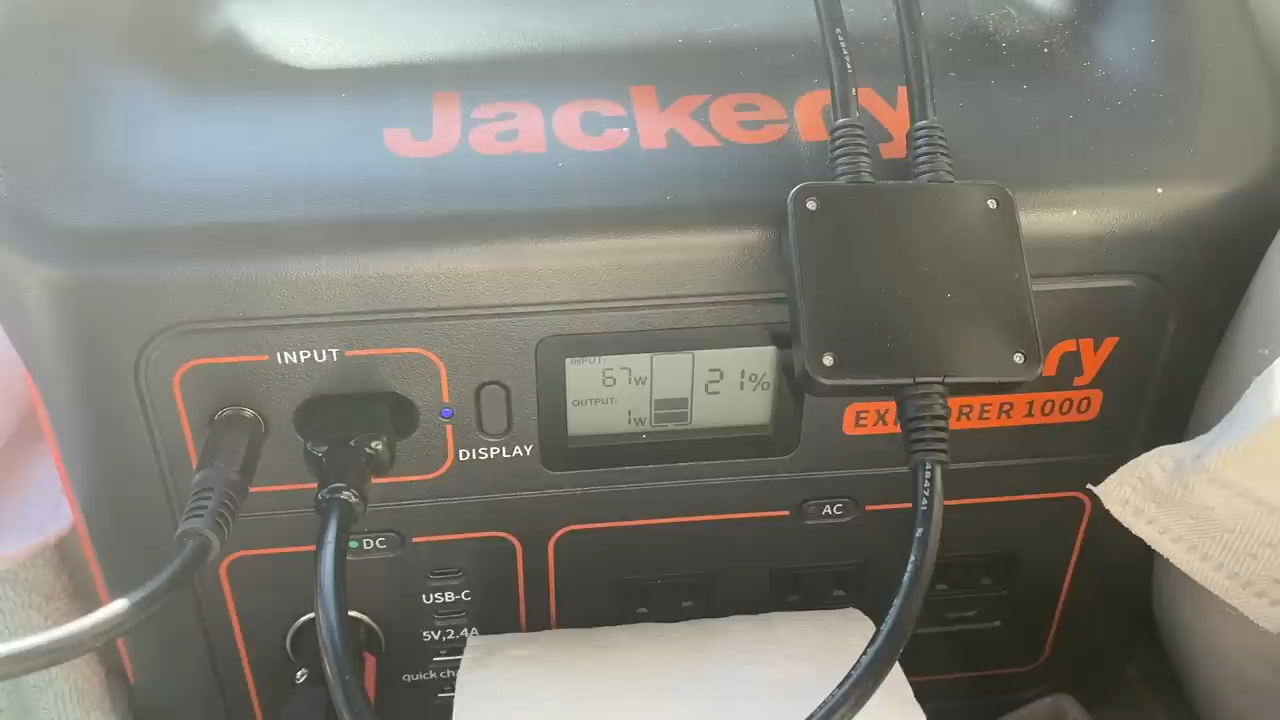 Jackery
INPUT
DISPLAY
INPUT:
67W
OUTPUT:
1W
21%
ry
EXPLORER 1000
AC
DC
USB-C
5V,2.4A
quick ch